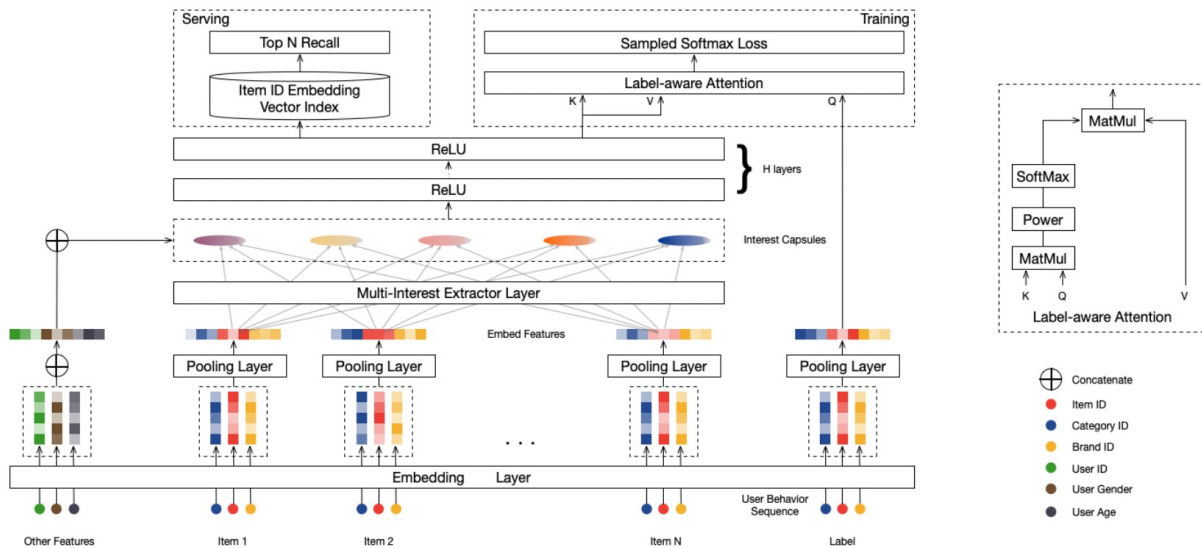 Serving
Training
Top N Recall
Sampled Softmax Loss
Item ID Embedding
Vector Index
Label-aware Attention
K
V
Q
ReLU
H layers
ReLU
Interest Capsules
Multi-Interest Extractor Layer
Embed Features
Pooling Layer
Pooling Layer
Pooling Layer
Pooling Layer
. . .
Embedding Layer
User Behavior
Sequence
Other Features
Item 1
Item 2
Item N
Label
MatMul
SoftMax
Power
MatMul
K
Q
V
Label-aware Attention
Concatenate
Item ID
Category ID
Brand ID
User ID
User Gender
User Age